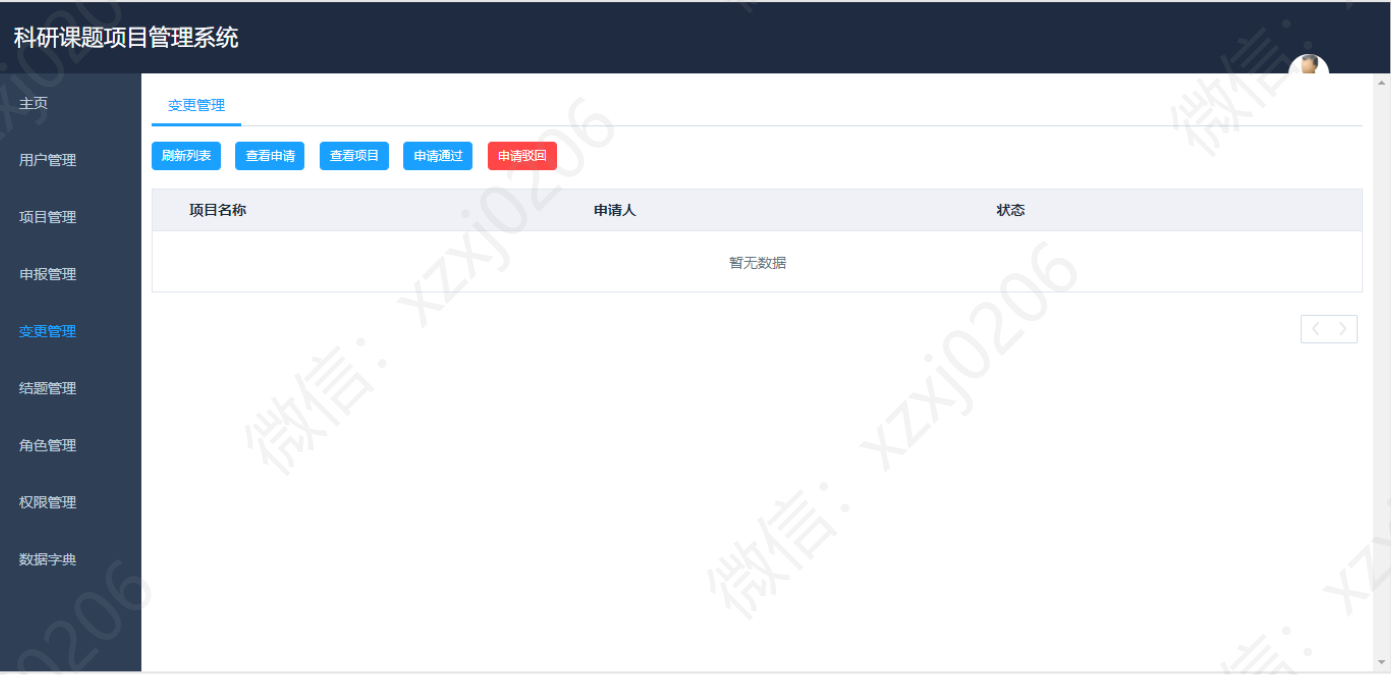 科研课题项目管理系统
主页
用户管理
项目管理
申报管理
变更管理
结题管理
角色管理
权限管理
数据字典
变更管理
刷新列表 查看申请 查看项目 申请通过 申请驳回
项目名称 申请人 状态
暂无数据
微信：xzxj0206
微信：xzxj0206
微信：
xzxj0206
0206
信：
xzx